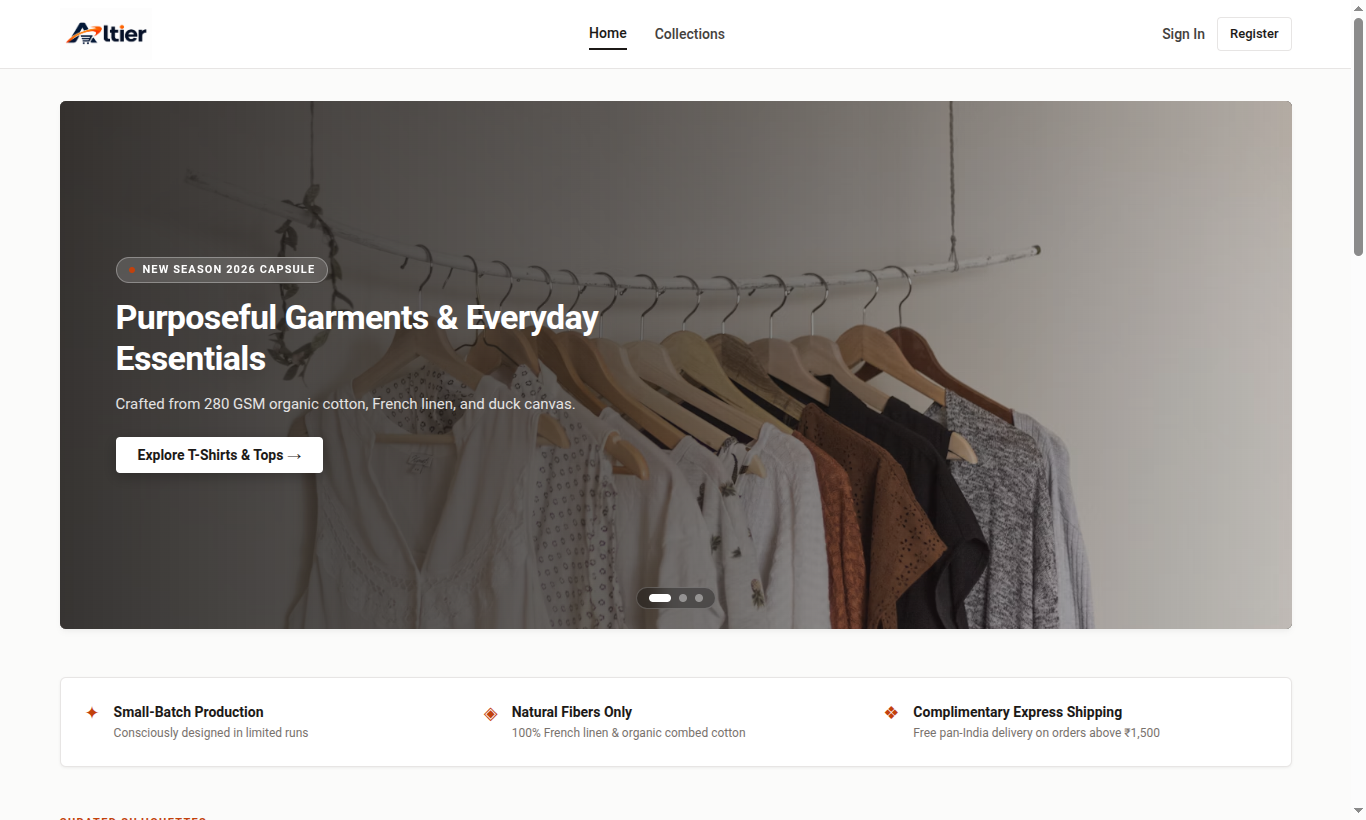 Altier
Home
Collections
Sign In
Register
NEW SEASON 2026 CAPSULE
Purposeful Garments & Everyday
Essentials
Crafted from 280 GSM organic cotton, French linen, and duck canvas.
Explore T-Shirts & Tops →
Small-Batch Production
Consciously designed in limited runs
Natural Fibers Only
100% French linen & organic combed cotton
Complimentary Express Shipping
Free pan-India delivery on orders above ₹1,500
CURATED SILHOUETTES